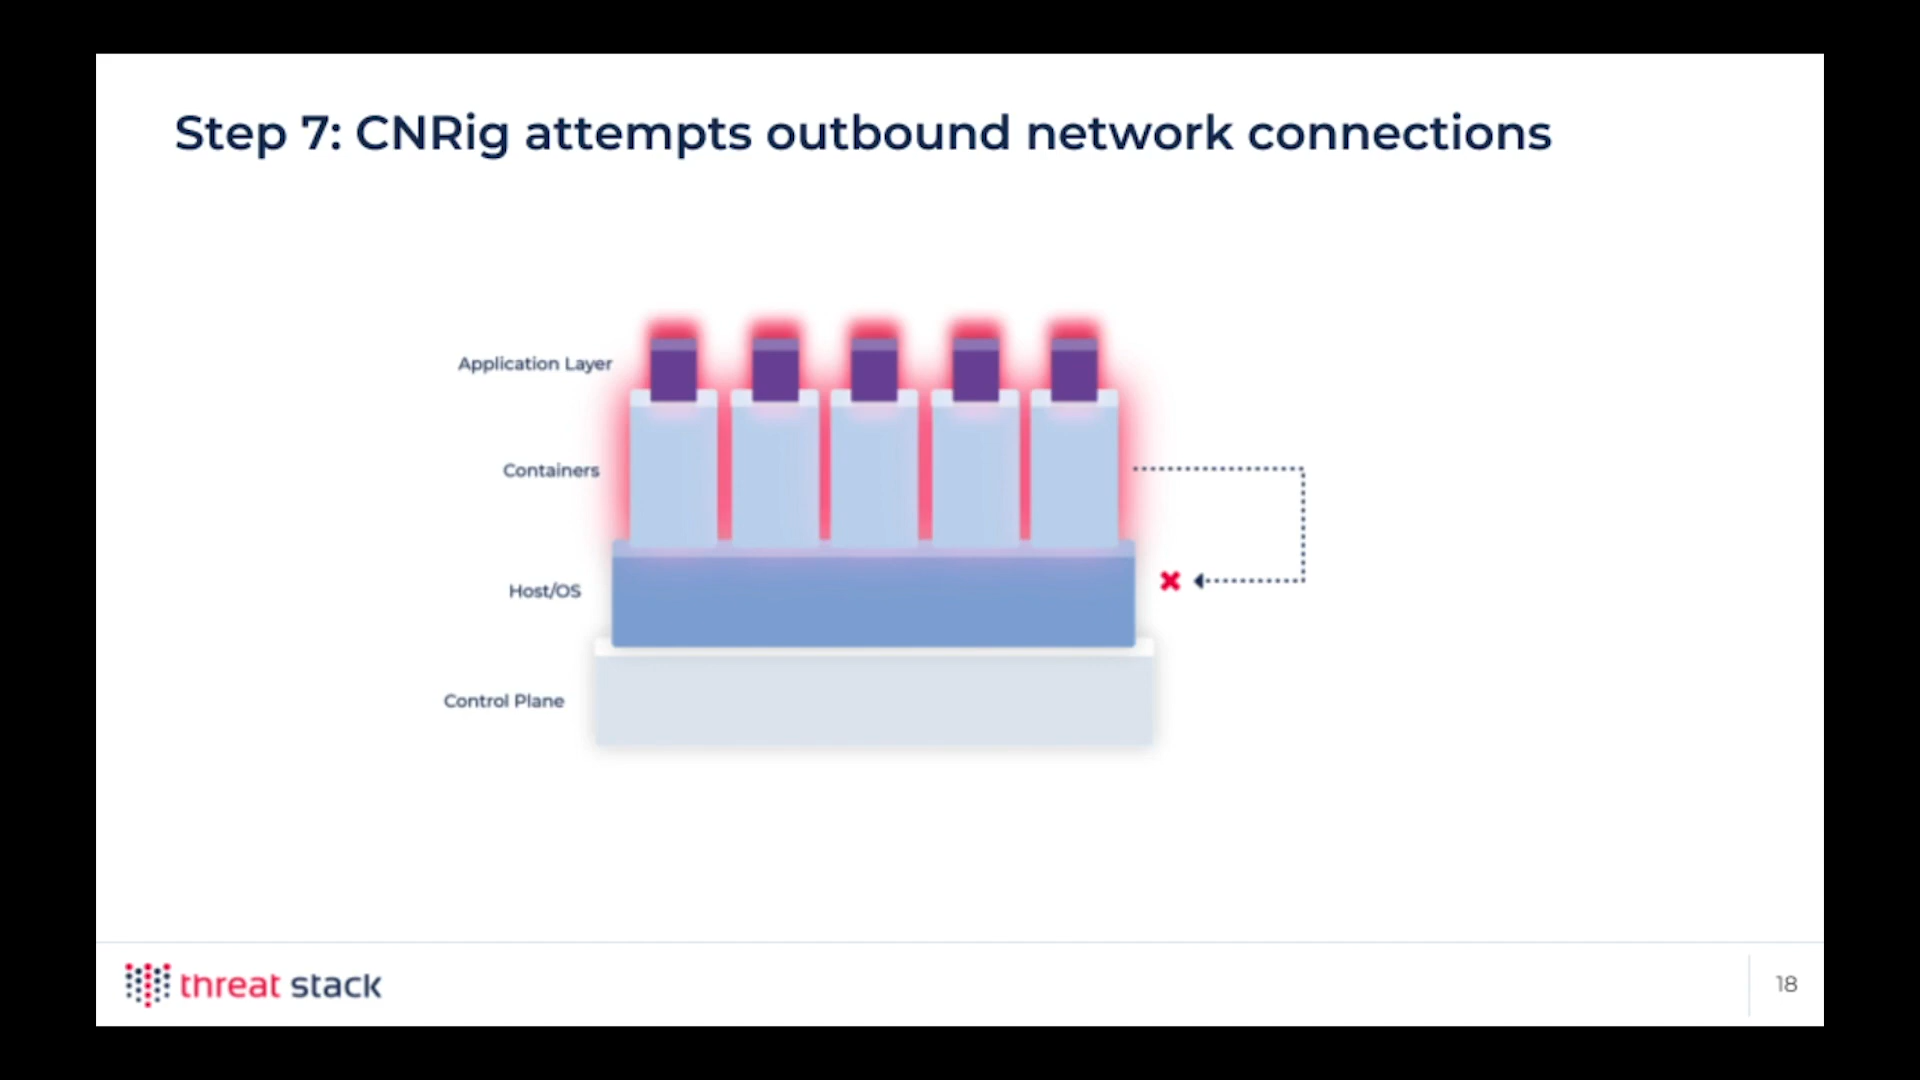 Step 7: CNRig attempts outbound network connections
Application Layer
Containers
Host/OS
Control Plane
threat stack
18